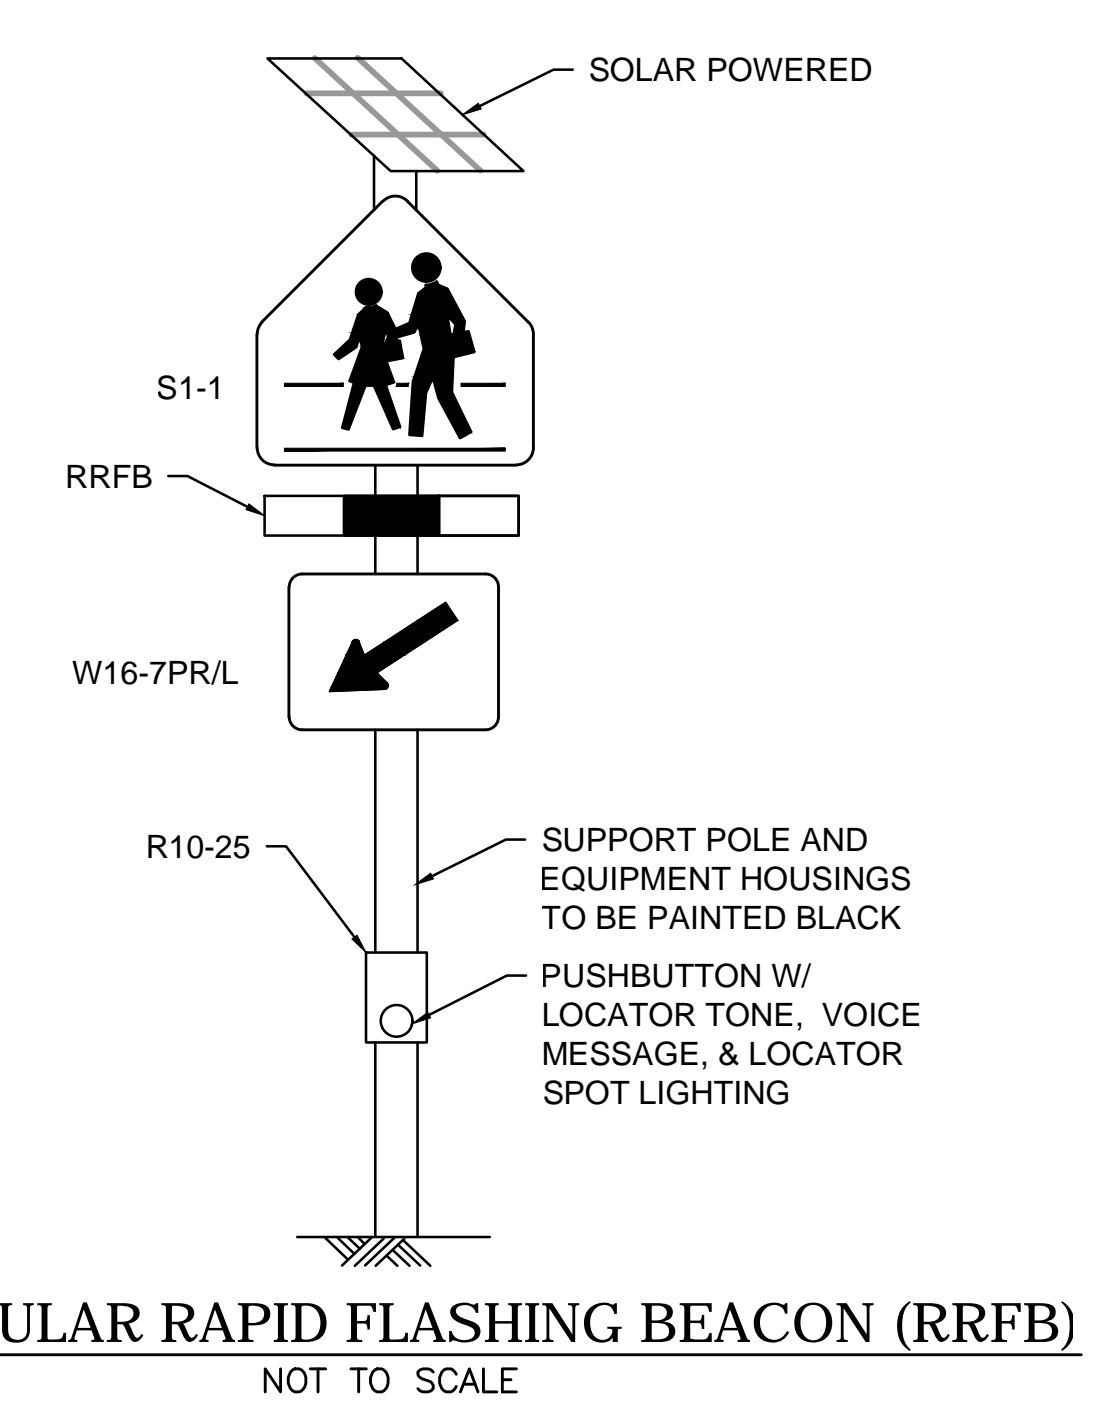 SOLAR POWERED
S1-1
RRFB
W16-7PR/L
R10-25
SUPPORT POLE AND
EQUIPMENT HOUSINGS
TO BE PAINTED BLACK
PUSHBUTTON W/
LOCATOR TONE, VOICE
MESSAGE, & LOCATOR
SPOT LIGHTING
ULAR RAPID FLASHING BEACON (RRFB)
NOT TO SCALE